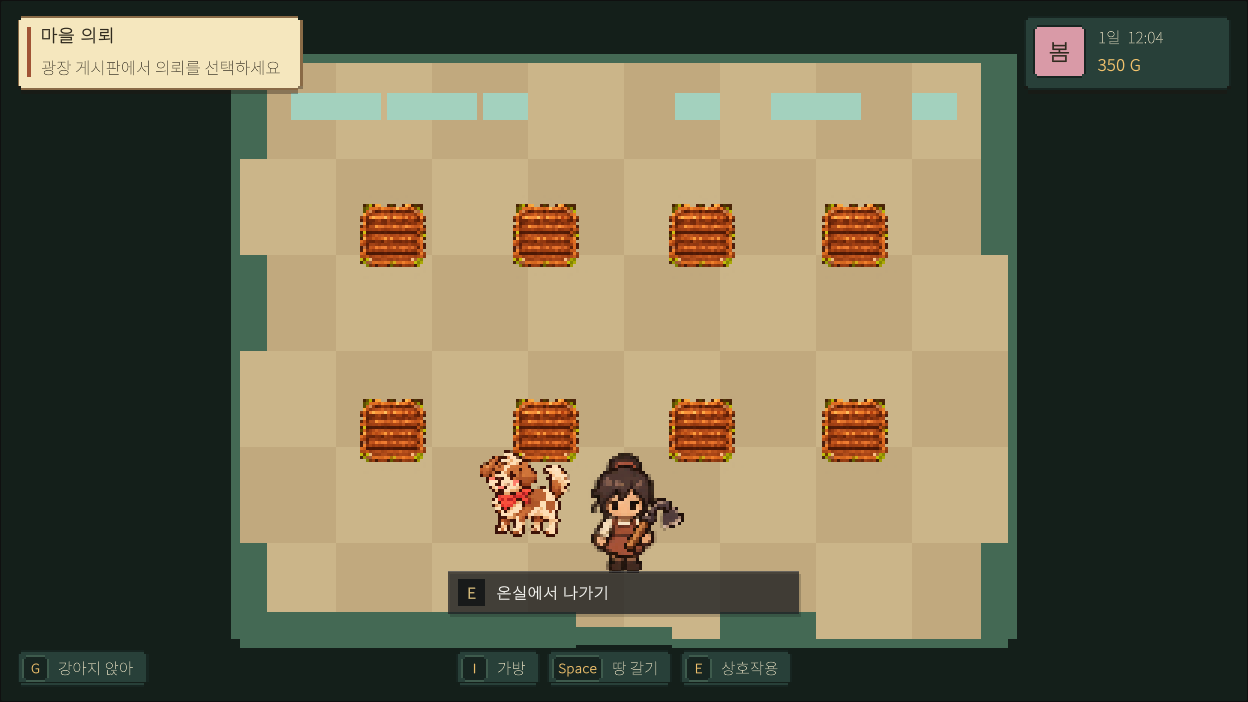 마을 의뢰
광장 게시판에서 의뢰를 선택하세요
봄
1일 12:04
350 G
E 온실에서 나가기
G 강아지 앉아
I 가방
Space 땅 갈기
E 상호작용